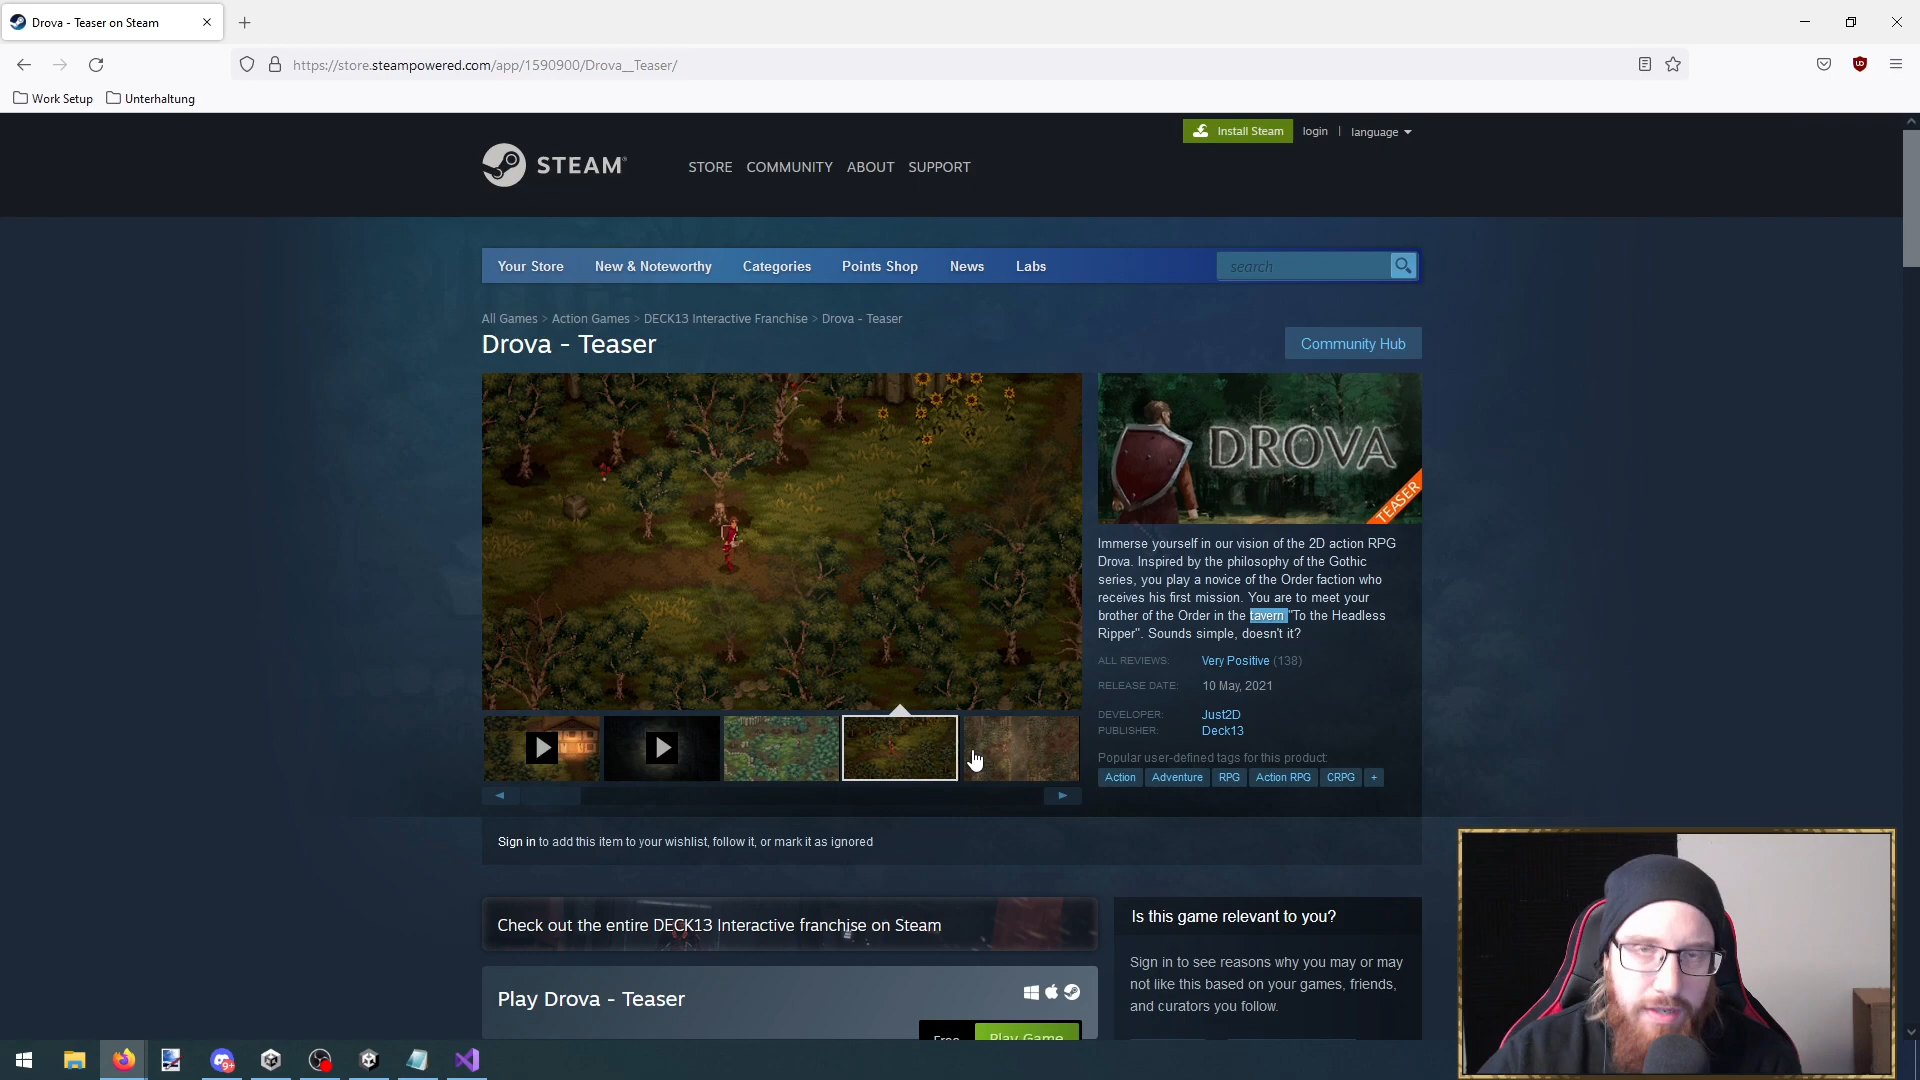 Drova - Teaser on Steam
https://store.steampowered.com/app/1590900/Drova__Teaser/
Work Setup
Unterhaltung
Install Steam
login
|
language
STEAM®
STORE
COMMUNITY
ABOUT
SUPPORT
Your Store
New & Noteworthy
Categories
Points Shop
News
Labs
search
All Games > Action Games > DECK13 Interactive Franchise > Drova - Teaser
Drova - Teaser
Community Hub
DROVA
TEASER
Immerse yourself in our vision of the 2D action RPG
Drova. Inspired by the philosophy of the Gothic
series, you play a novice of the Order faction who
receives his first mission. You are to meet your
brother of the Order in the tavern "To the Headless
Ripper". Sounds simple, doesn't it?
ALL REVIEWS: Very Positive (138)
RELEASE DATE: 10 May, 2021
DEVELOPER: Just2D
PUBLISHER: Deck13
Popular user-defined tags for this product:
Action
Adventure
RPG
Action RPG
CRPG
+
Sign in to add this item to your wishlist, follow it, or mark it as ignored
Check out the entire DECK13 Interactive franchise on Steam
Is this game relevant to you?
Sign in to see reasons why you may or may
not like this based on your games, friends,
and curators you follow.
Play Drova - Teaser
Free
Play Game
9+